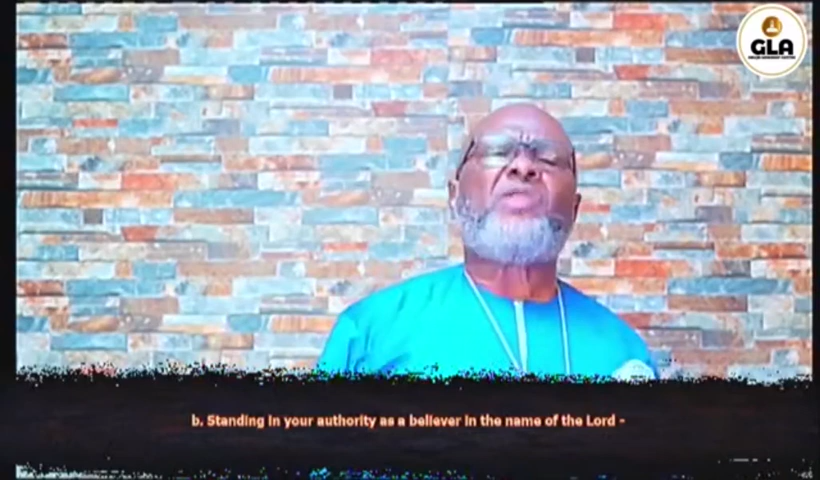 GLA
b. Standing in your authority as a believer in the name of the Lord -